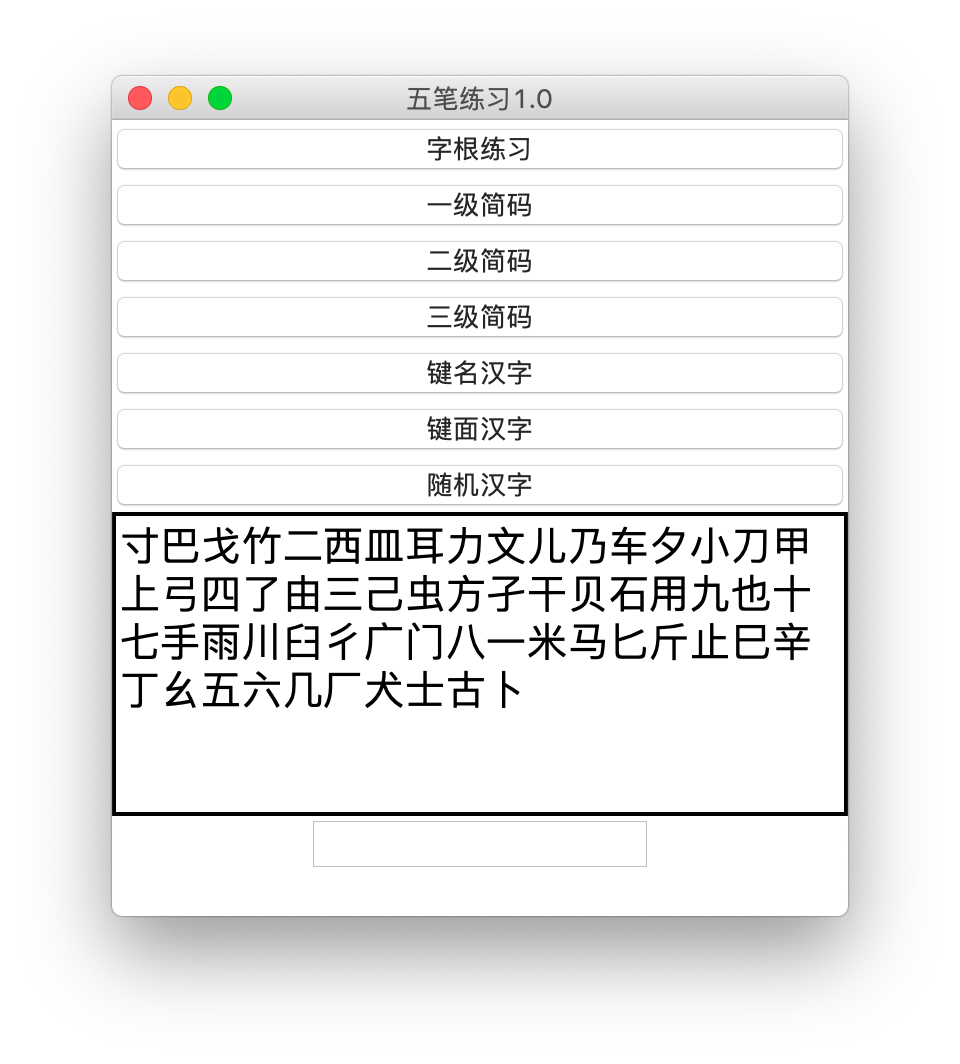 五笔练习1.0
字根练习
一级简码
二级简码
三级简码
键名汉字
键面汉字
随机汉字
寸巴戈竹二西皿耳力文儿乃车夕小刀甲
上弓四了由三己虫方孑干贝石用九也十
七手雨川臼彳广门八一米马匕斤止巳辛
丁幺五六几厂犬士古卜